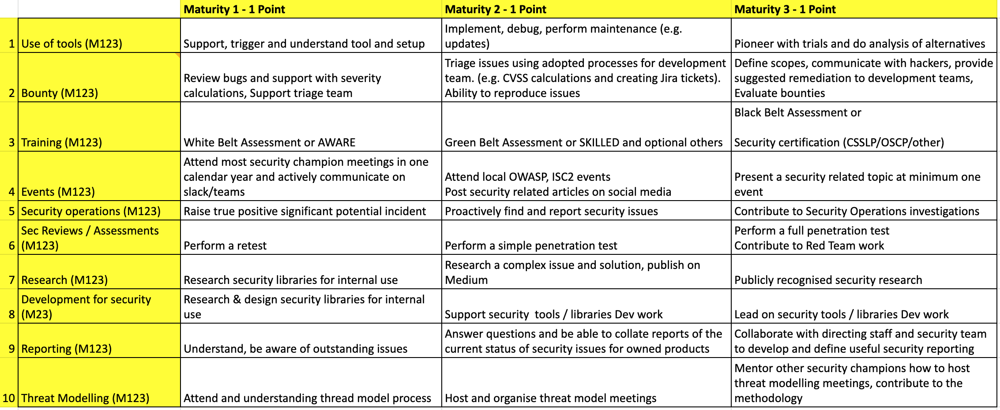 Maturity 1 - 1 Point
Maturity 2 - 1 Point
Maturity 3 - 1 Point
1 Use of tools (M123)
Support, trigger and understand tool and setup
Implement, debug, perform maintenance (e.g.
updates)
Pioneer with trials and do analysis of alternatives
2 Bounty (M123)
Review bugs and support with severity
calculations, Support triage team
Triage issues using adopted processes for development
team. (e.g. CVSS calculations and creating Jira tickets).
Ability to reproduce issues
Define scopes, communicate with hackers, provide
suggested remediation to development teams,
Evaluate bounties
3 Training (M123)
White Belt Assessment or AWARE
Green Belt Assessment or SKILLED and optional others
Black Belt Assessment or
Security certification (CSSLP/OSCP/other)
4 Events (M123)
Attend most security champion meetings in one
calendar year and actively communicate on
slack/teams
Attend local OWASP, ISC2 events
Post security related articles on social media
Present a security related topic at minimum one
event
5 Security operations (M123)
Raise true positive significant potential incident
Proactively find and report security issues
Contribute to Security Operations investigations
Sec Reviews / Assessments
6 (M123)
Perform a retest
Perform a simple penetration test
Perform a full penetration test
Contribute to Red Team work
7 Research (M123)
Research security libraries for internal use
Research a complex issue and solution, publish on
Medium
Publicly recognised security research
Development for security
8 (M23)
Research & design security libraries for internal
use
Support security  tools / libraries Dev work
Lead on security tools / libraries Dev work
9 Reporting (M123)
Understand, be aware of outstanding issues
Answer questions and be able to collate reports of the
current status of security issues for owned products
Collaborate with directing staff and security team
to develop and define useful security reporting
10 Threat Modelling (M123)
Attend and understanding thread model process
Host and organise threat model meetings
Mentor other security champions how to host
threat modelling meetings, contribute to the
methodology